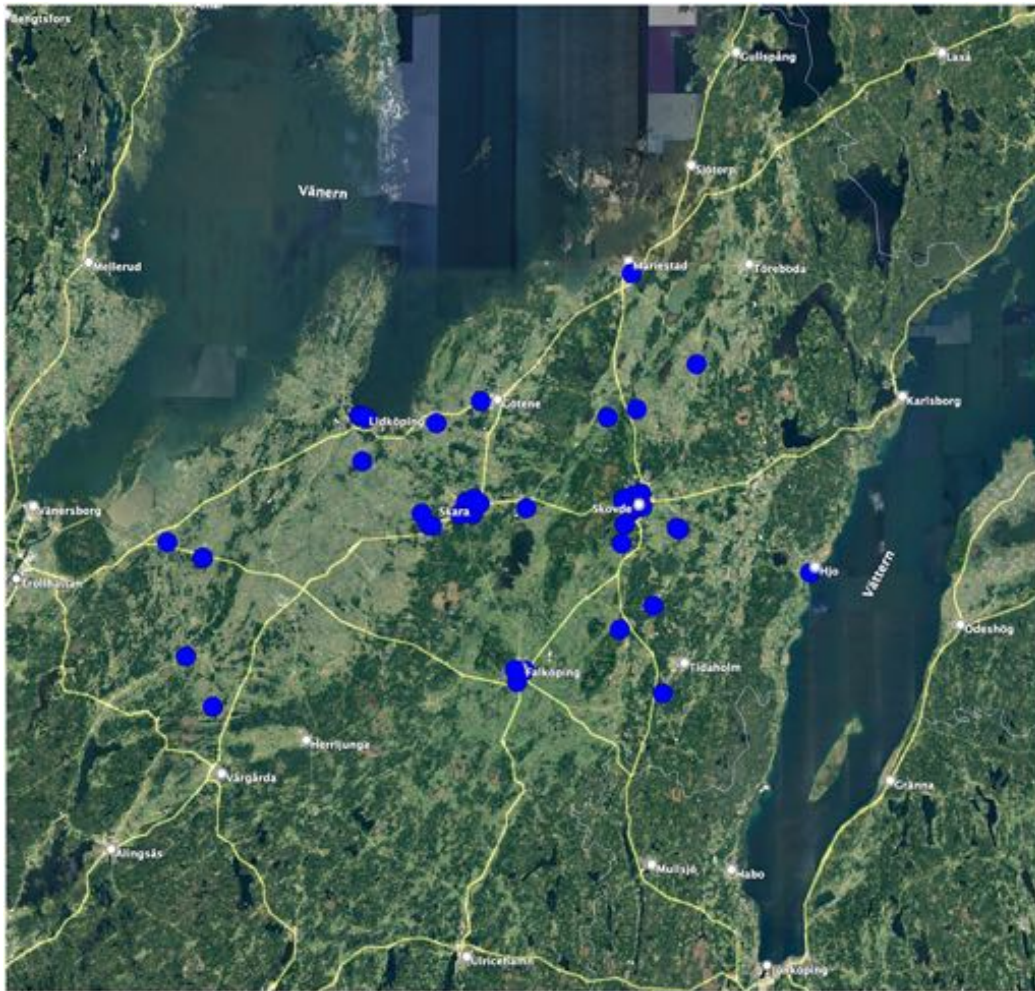 Bengtsfors
Gullspång
Laxå
Sjötorp
Vänern
Mellerud
Mariestad
Töreboda
Karlsborg
Götene
Lidköping
Vänersborg
Skara
Skövde
Trollhättan
Hjo
Vättern
Ödeshög
Tidaholm
Falköping
Herrljunga
Vårgårda
Gränna
Alingsås
Mullsjö
Habo
Ulricehamn
Jönköping